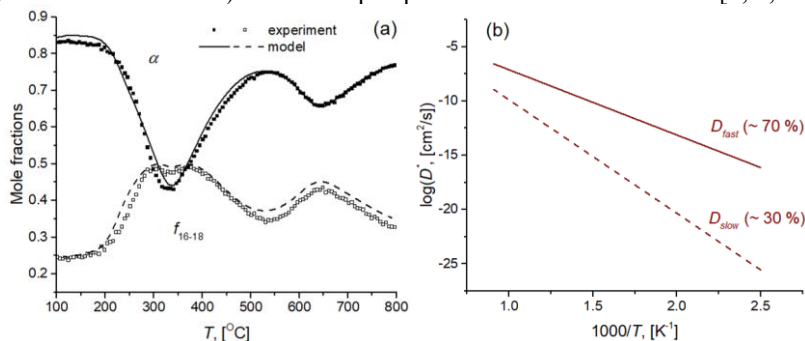 (a)
experiment
model
α
f16-18
Mole fractions
0.9
0.8
0.7
0.6
0.5
0.4
0.3
0.2
100 200 300 400 500 600 700 800
T, [OC]
(b)
Dfast (~ 70 %)
Dslow (~ 30 %)
log(D*, [cm2/s])
-5
-10
-15
-20
-25
1.0 1.5 2.0 2.5
1000/T, [K-1]